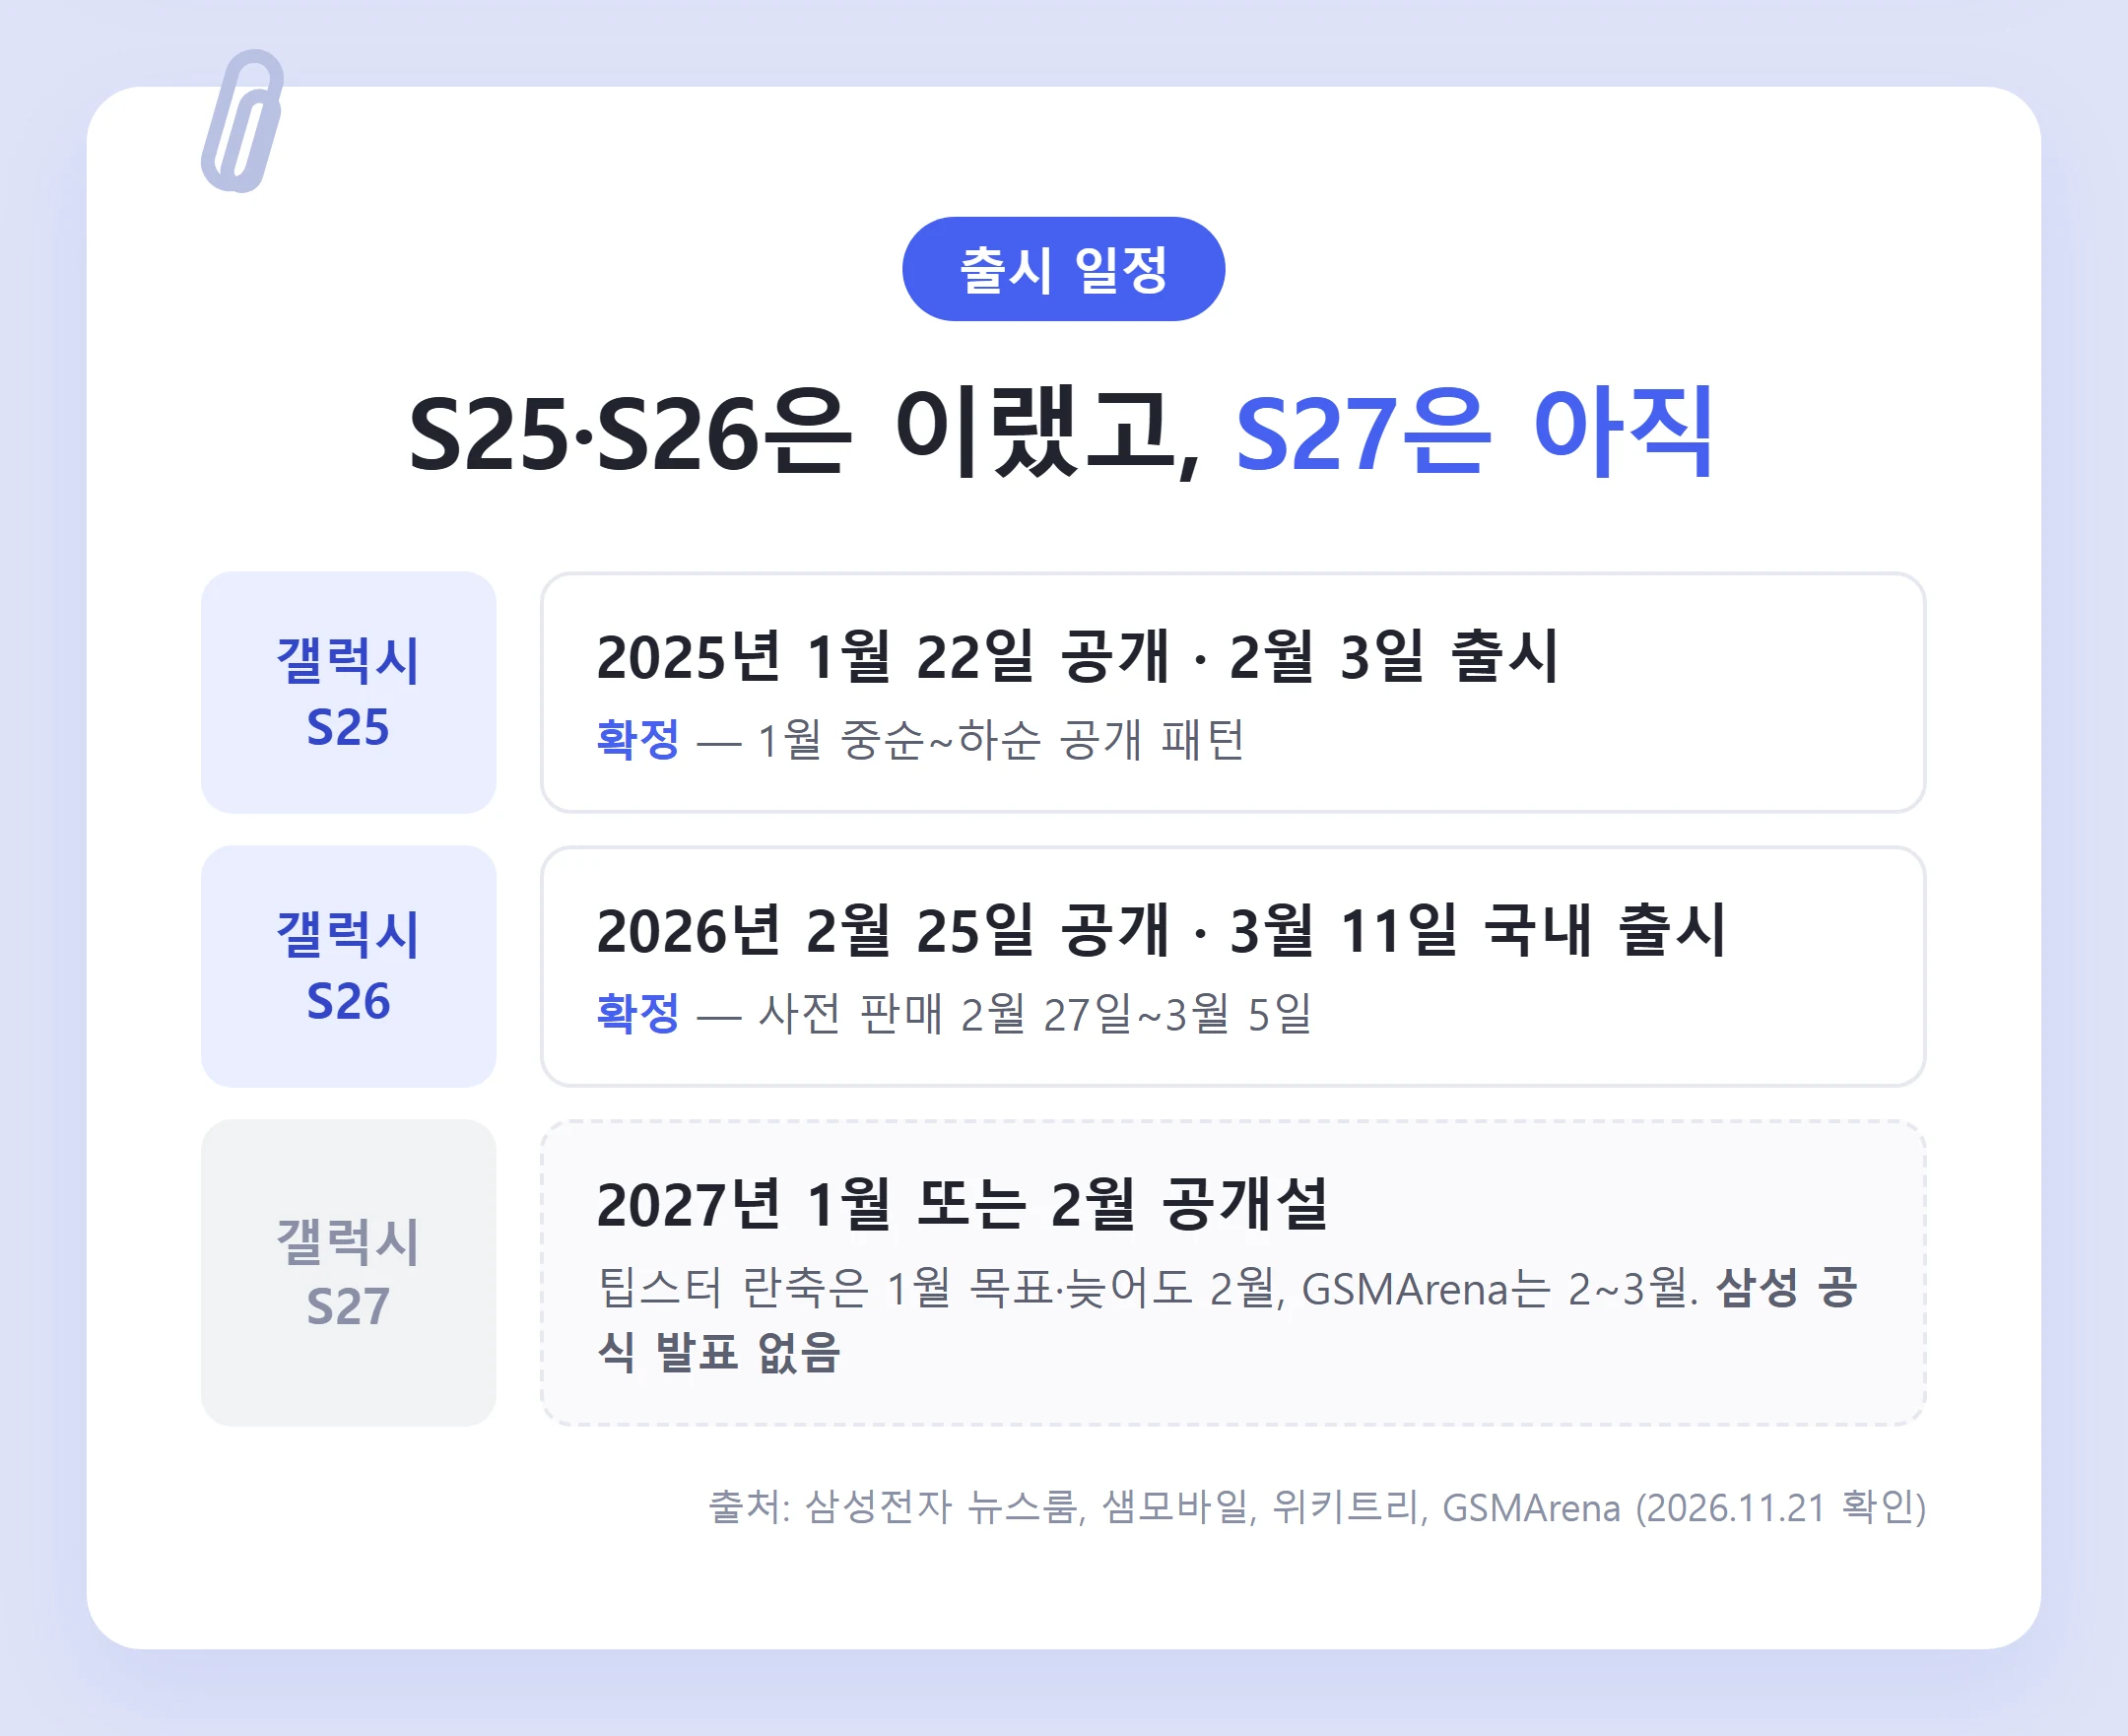 출시 일정
S25·S26은 이랬고, S27은 아직
갤럭시
S25
2025년 1월 22일 공개 · 2월 3일 출시
확정 — 1월 중순~하순 공개 패턴
갤럭시
S26
2026년 2월 25일 공개 · 3월 11일 국내 출시
확정 — 사전 판매 2월 27일~3월 5일
갤럭시
S27
2027년 1월 또는 2월 공개설
팁스터 란축은 1월 목표·늦어도 2월, GSMArena는 2~3월. 삼성 공
식 발표 없음
출처: 삼성전자 뉴스룸, 샘모바일, 위키트리, GSMArena (2026.11.21 확인)